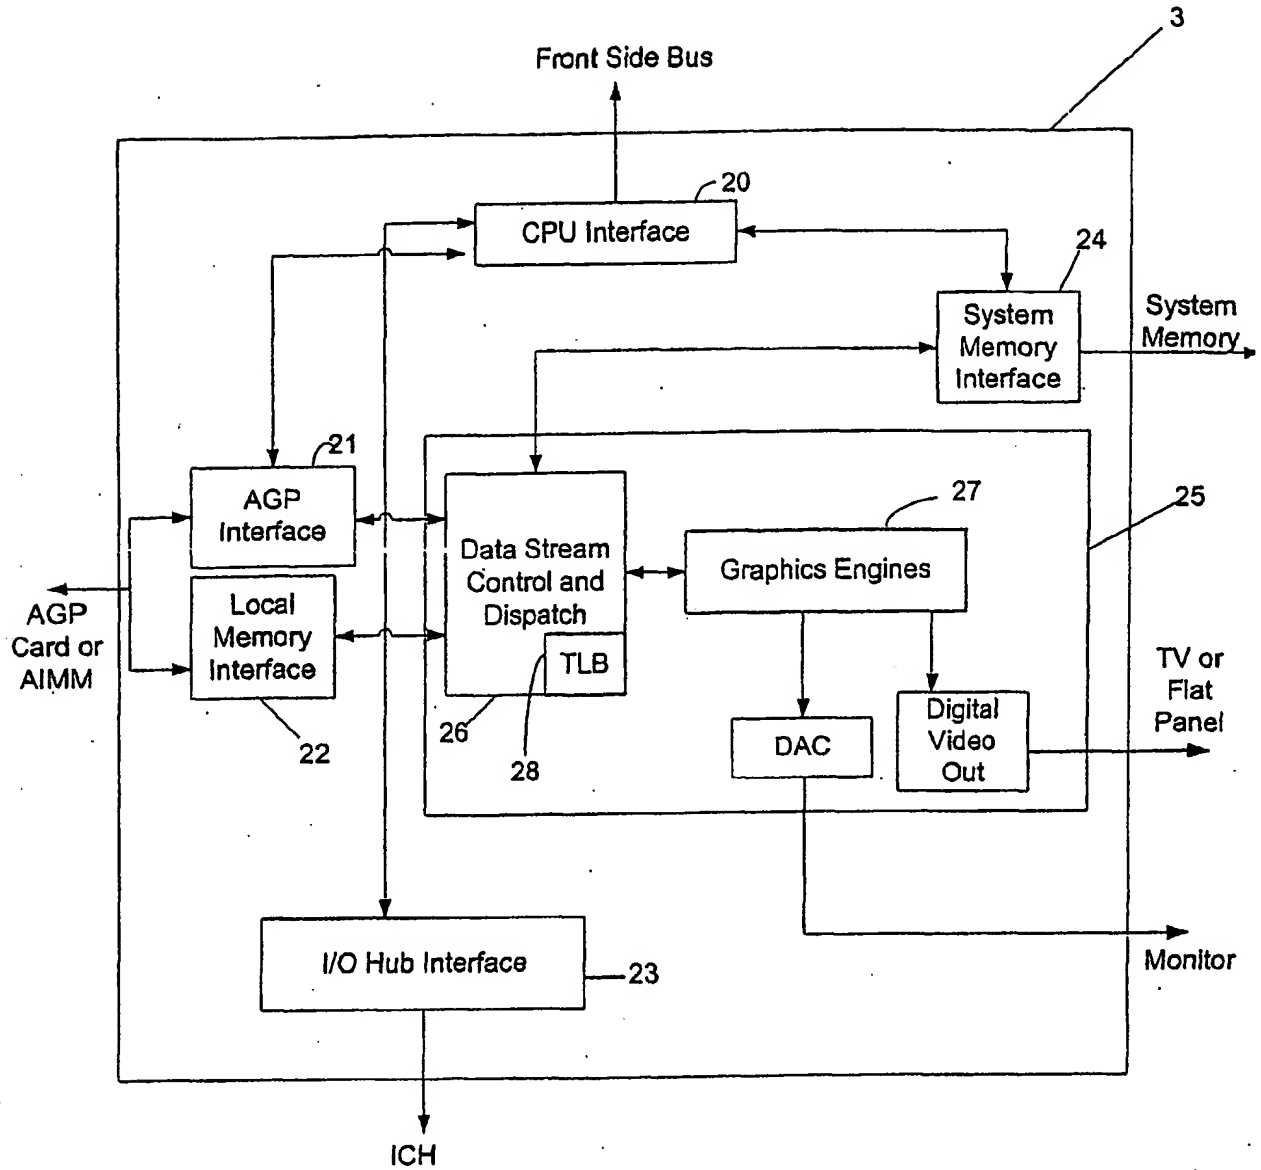 3
Front Side Bus
20
CPU Interface
24
System
Memory
Interface
System
Memory
21
AGP
Interface
27
25
Data Stream
Control and
Dispatch
Graphics Engines
AGP
Card or
AIMM
Local
Memory
Interface
TLB
TV or
Flat
Panel
22
26
28
DAC
Digital
Video
Out
I/O Hub Interface
23
Monitor
ICH